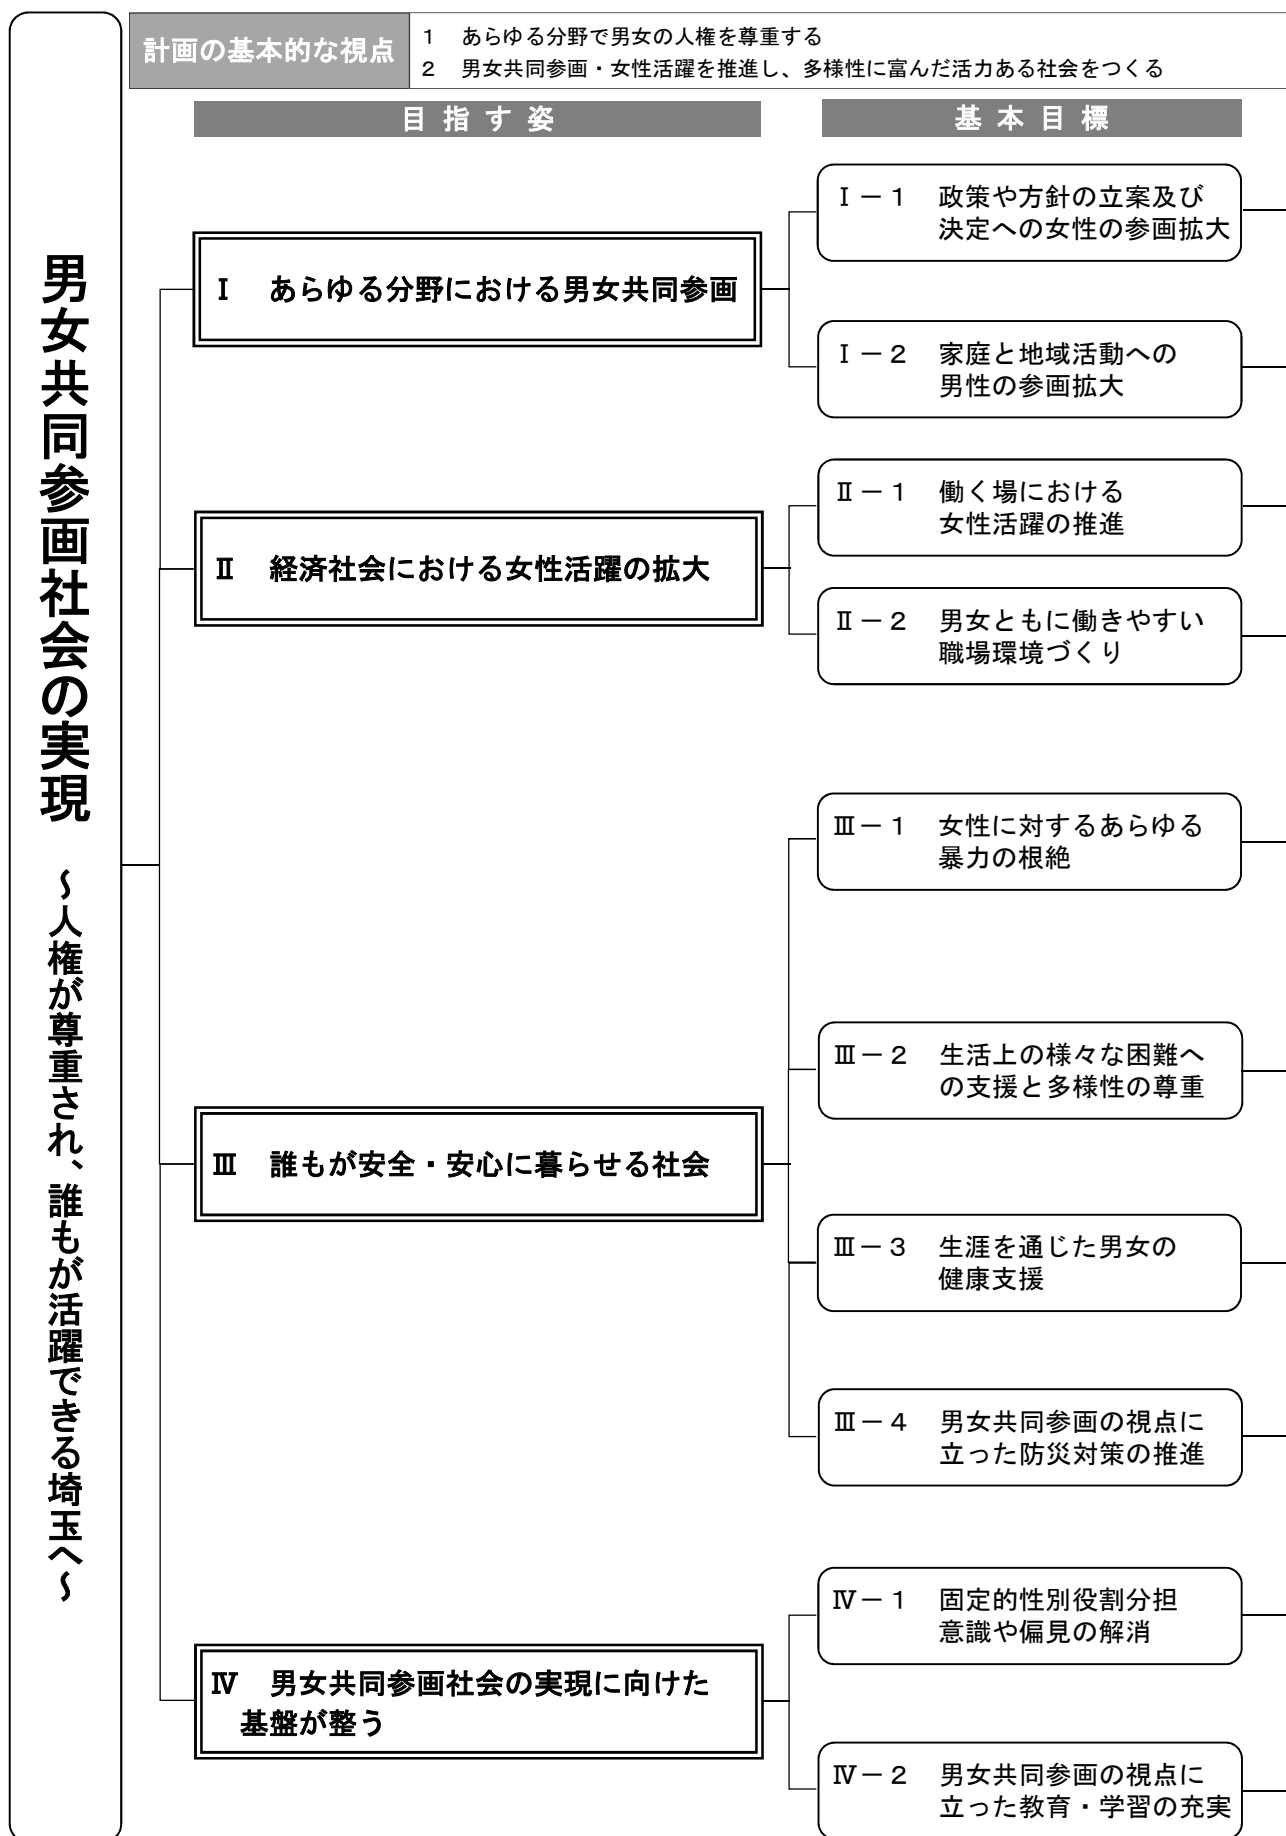 計画の基本的な視点
1 あらゆる分野で男女の人権を尊重する
2 男女共同参画・女性活躍を推進し、多様性に富んだ活力ある社会をつくる
目指す姿
基本目標
男女共同参画社会の実現 ~人権が尊重され、誰もが活躍できる埼玉へ~
Ⅰ あらゆる分野における男女共同参画
Ⅰ－1 政策や方針の立案及び
決定への女性の参画拡大
Ⅰ－2 家庭と地域活動への
男性の参画拡大
Ⅱ 経済社会における女性活躍の拡大
Ⅱ－1 働く場における
女性活躍の推進
Ⅱ－2 男女ともに働きやすい
職場環境づくり
Ⅲ 誰もが安全・安心に暮らせる社会
Ⅲ－1 女性に対するあらゆる
暴力の根絶
Ⅲ－2 生活上の様々な困難へ
の支援と多様性の尊重
Ⅲ－3 生涯を通じた男女の
健康支援
Ⅲ－4 男女共同参画の視点に
立った防災対策の推進
Ⅳ 男女共同参画社会の実現に向けた
基盤が整う
Ⅳ－1 固定的性別役割分担
意識や偏見の解消
Ⅳ－2 男女共同参画の視点に
立った教育・学習の充実